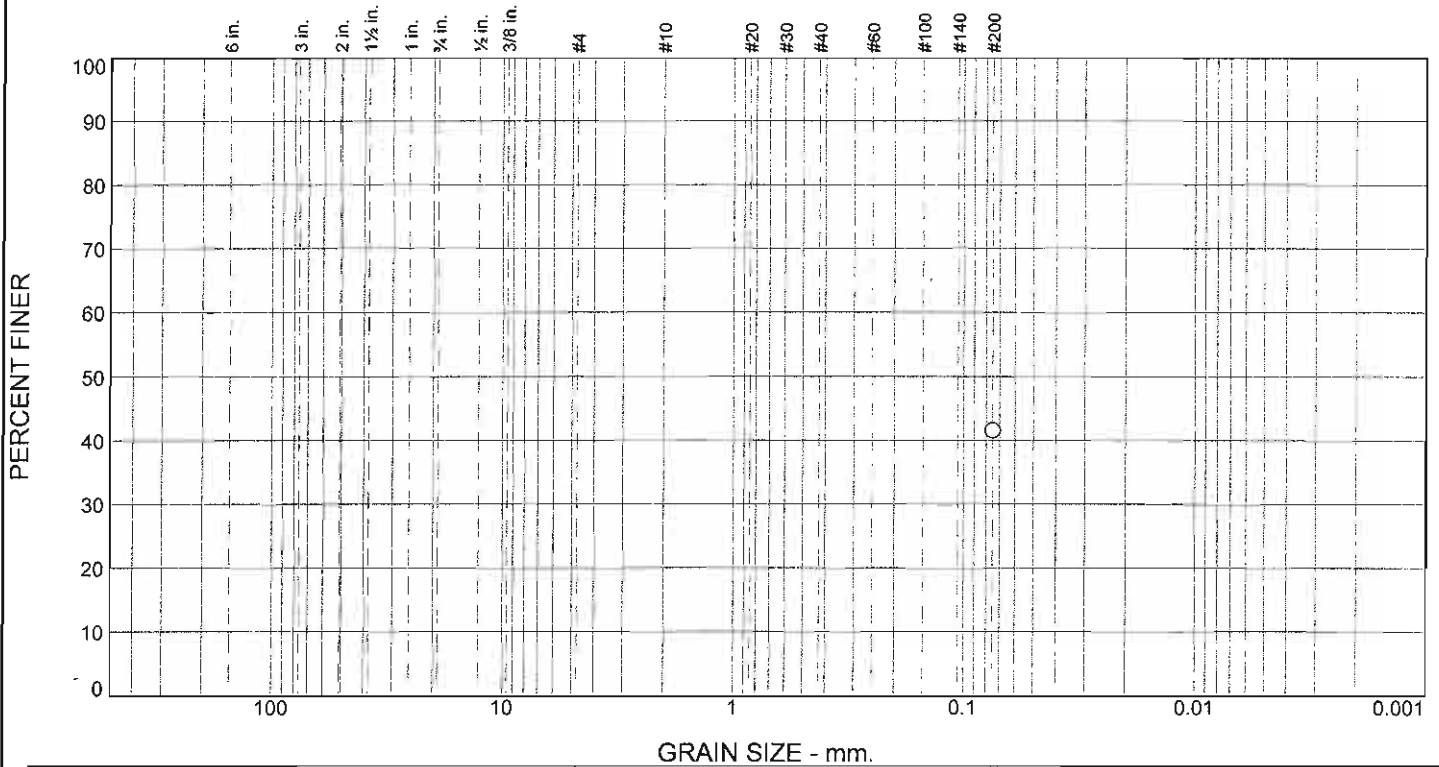 6 in. 3 in. 2 in. 1½ in. 1 in. ¾ in. ½ in. 3/8 in. #4 #10 #20 #30 #40 #60 #100 #140 #200
PERCENT FINER
100
90
80
70
60
50
40
30
20
10
0
100 10 1 0.1 0.01 0.001
GRAIN SIZE - mm.